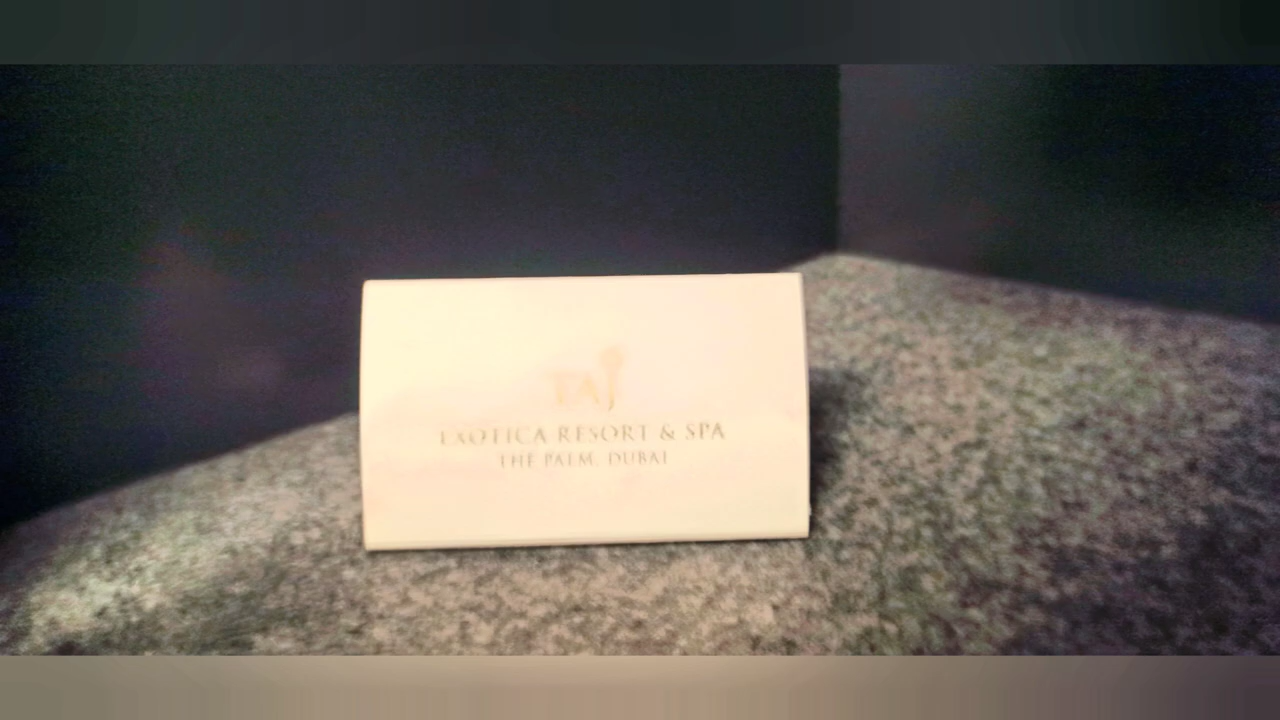 TAJ
EXOTICA RESORT & SPA
THE PALM, DUBAI